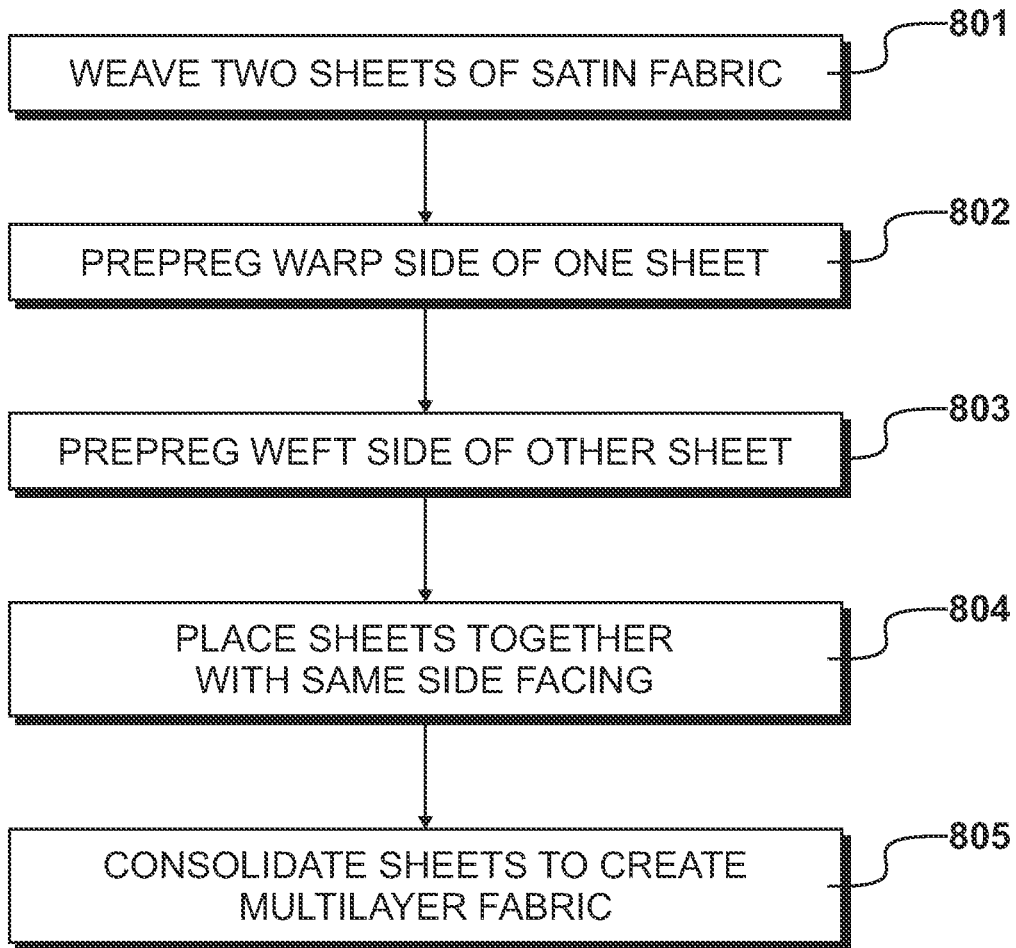 801
WEAVE TWO SHEETS OF SATIN FABRIC
802
PREPREG WARP SIDE OF ONE SHEET
803
PREPREG WEFT SIDE OF OTHER SHEET
804
PLACE SHEETS TOGETHER
WITH SAME SIDE FACING
805
CONSOLIDATE SHEETS TO CREATE
MULTILAYER FABRIC